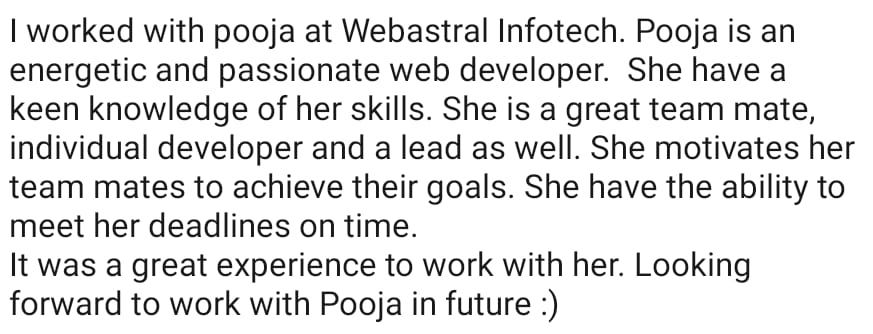 I worked with pooja at Webastral Infotech. Pooja is an
energetic and passionate web developer.  She have a
keen knowledge of her skills. She is a great team mate,
individual developer and a lead as well. She motivates her
team mates to achieve their goals. She have the ability to
meet her deadlines on time.
It was a great experience to work with her. Looking
forward to work with Pooja in future :)